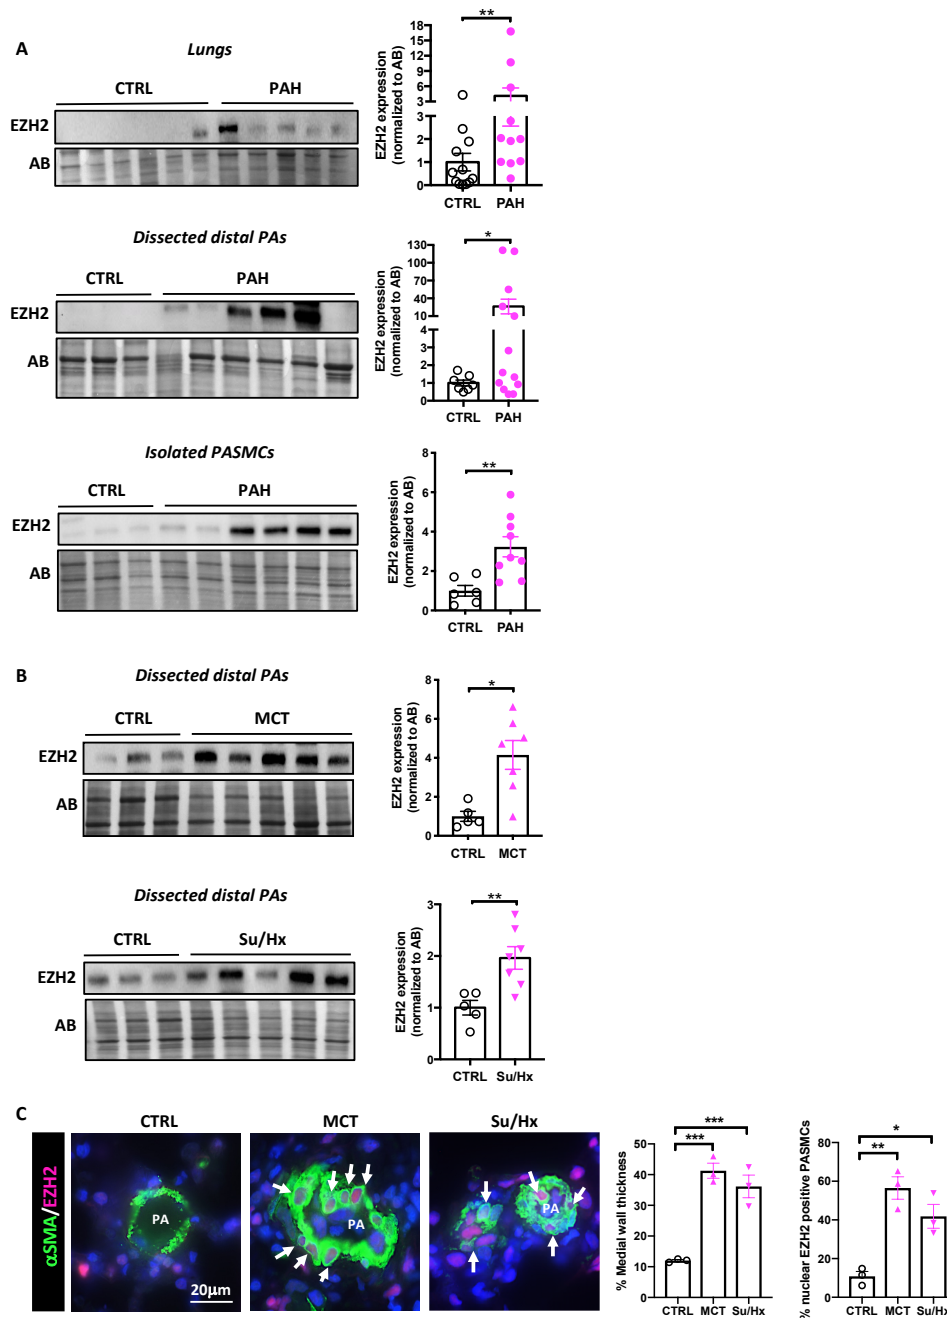 A
Lungs
CTRL PAH
EZH2
AB
EZH2 expression
(normalized to AB)
18
15
12
9
6
3
3
2
1
0
**
CTRL PAH
Dissected distal PAs
CTRL PAH
EZH2
AB
EZH2 expression
(normalized to AB)
130
100
70
40
10
4
3
2
1
0
*
CTRL PAH
Isolated PASMCs
CTRL PAH
EZH2
AB
EZH2 expression
(normalized to AB)
8
6
4
2
0
**
CTRL PAH
B
Dissected distal PAs
CTRL MCT
EZH2
AB
EZH2 expression
(normalized to AB)
8
6
4
2
0
*
CTRL MCT
Dissected distal PAs
CTRL Su/Hx
EZH2
AB
EZH2 expression
(normalized to AB)
3
2
1
0
**
CTRL Su/Hx
C
αSMA/EZH2
CTRL MCT Su/Hx
PA
PA
PA
20µm
% Medial wall thickness
50
40
30
20
10
0
***
***
CTRL MCT Su/Hx
% nuclear EZH2 positive PASMCs
80
60
40
20
0
*
**
CTRL MCT Su/Hx